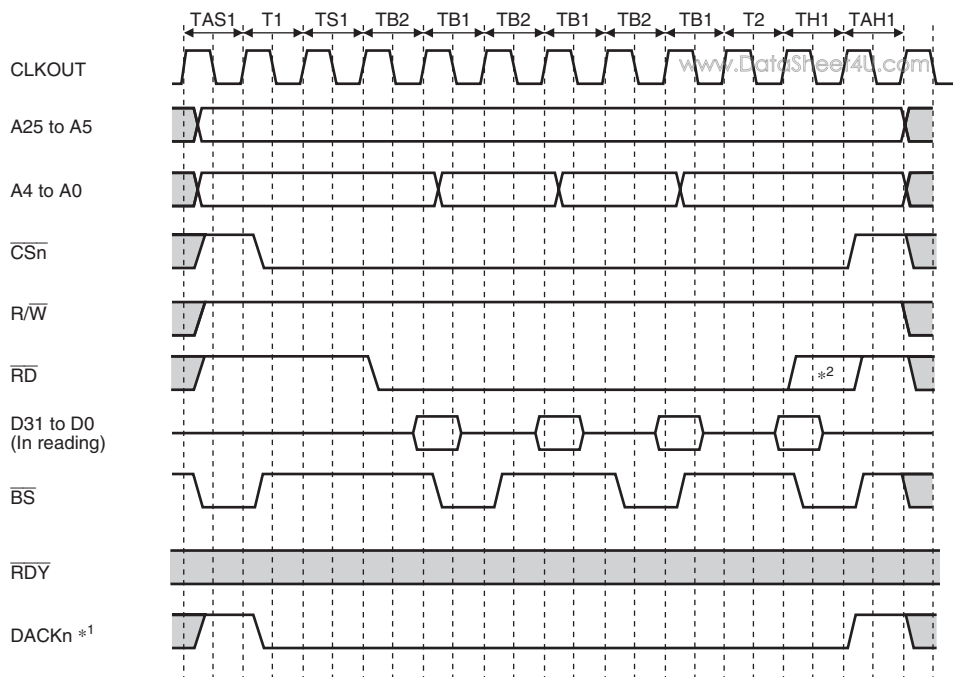 TAS1 T1 TS1 TB2 TB1 TB2 TB1 TB2 TB1 T2 TH1 TAH1
CLKOUT
www.DataSheet4U.com
A25 to A5
A4 to A0
CSn
R/W
RD
*2
D31 to D0
(In reading)
BS
RDY
DACKn *1